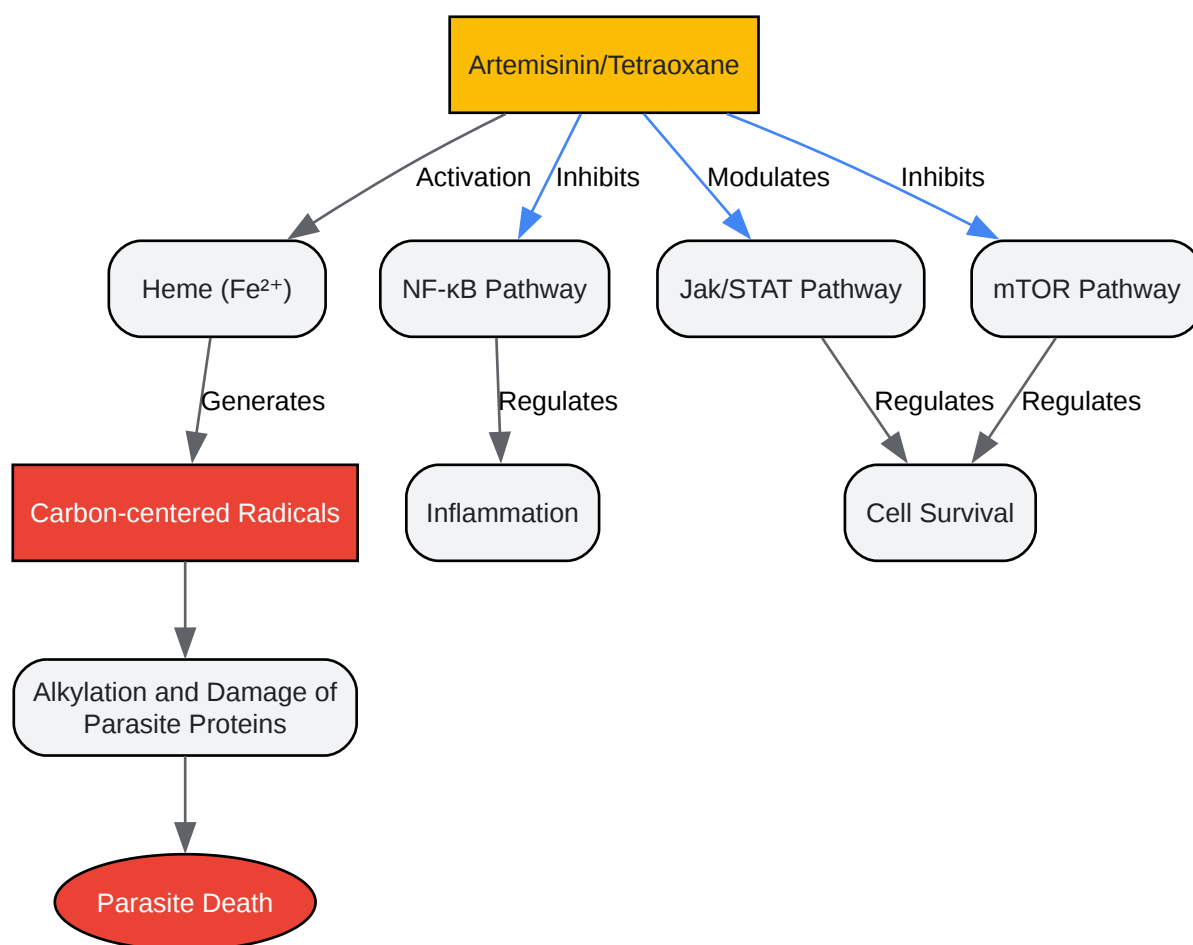 Artemisinin/Tetraoxane
Activation
Inhibits
Modulates
Inhibits
Heme (Fe²⁺)
NF-κB Pathway
Jak/STAT Pathway
mTOR Pathway
Generates
Regulates
Regulates
Regulates
Carbon-centered Radicals
Inflammation
Cell Survival
Alkylation and Damage of
Parasite Proteins
Parasite Death